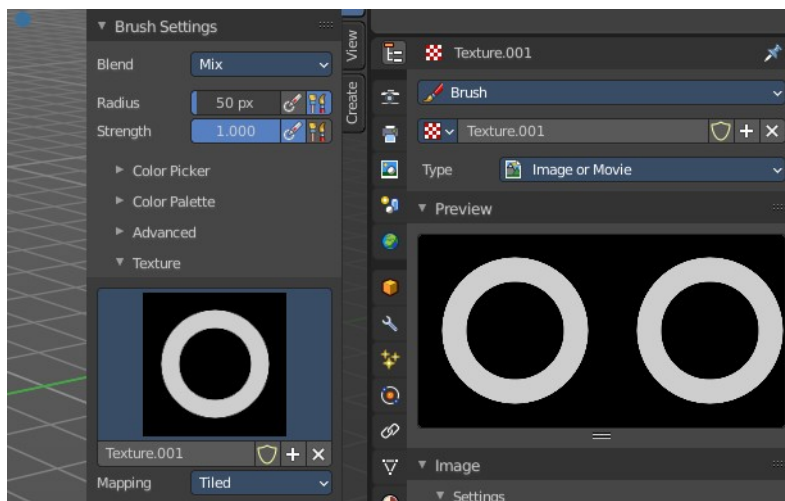 Brush Settings
Blend
Mix
Radius
50 px
Strength
1.000
Color Picker
Color Palette
Advanced
Texture
Texture.001
Mapping
Tiled
View
Create
Texture.001
Brush
Texture.001
Type
Image or Movie
Preview
Image
Settings